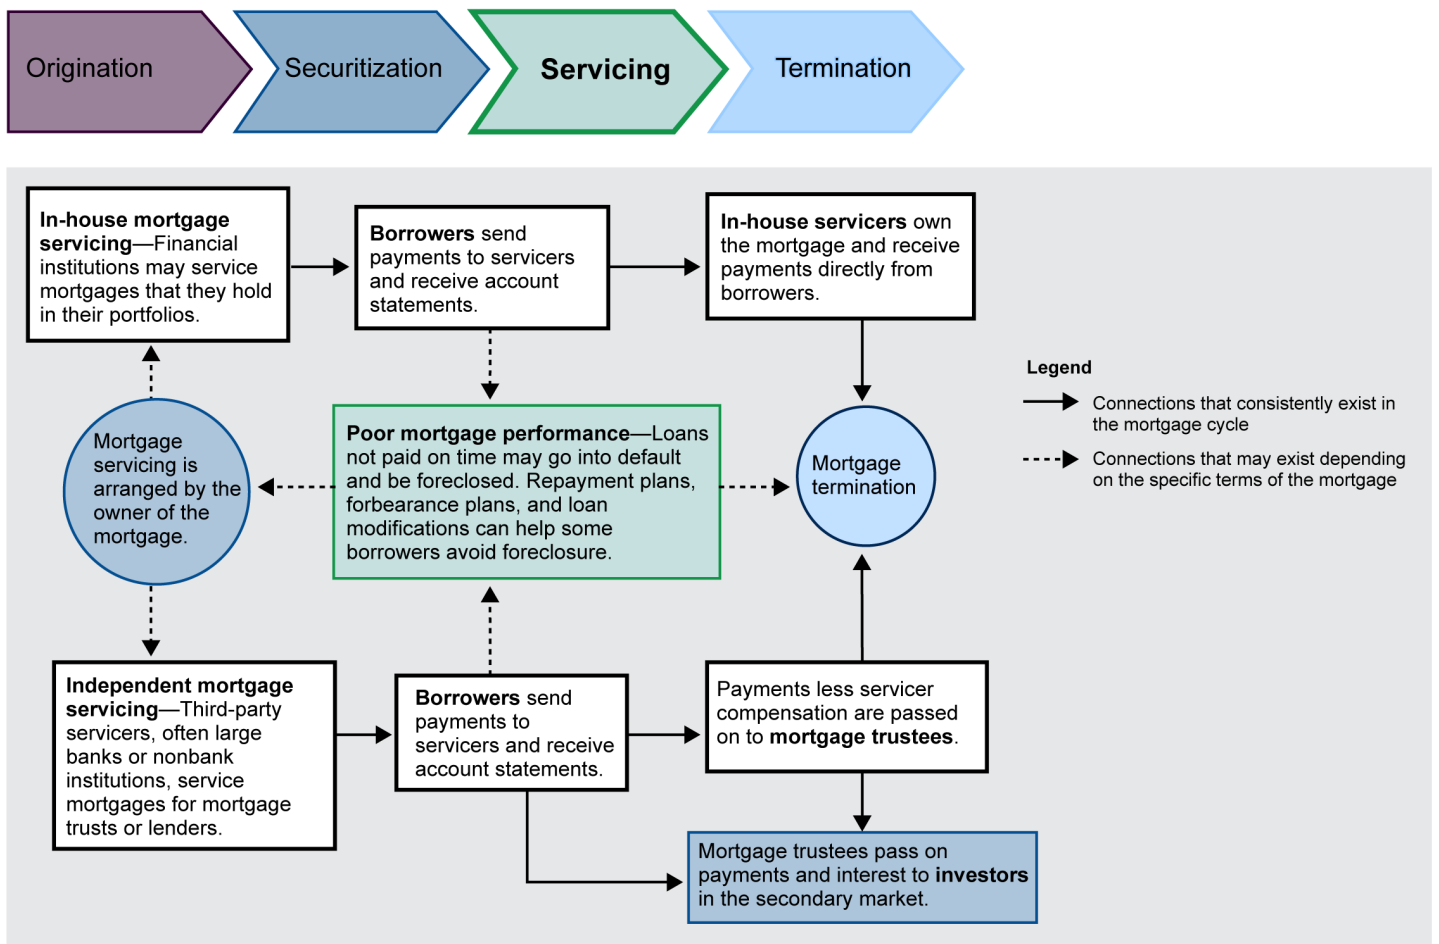 Origination
Securitization
Servicing
Termination
In-house mortgage
servicing—Financial
institutions may service
mortgages that they hold
in their portfolios.
Borrowers send
payments to servicers
and receive account
statements.
In-house servicers own
the mortgage and receive
payments directly from
borrowers.
Legend
Connections that consistently exist in
the mortgage cycle
Connections that may exist depending
on the specific terms of the mortgage
Mortgage
servicing is
arranged by the
owner of the
mortgage.
Poor mortgage performance—Loans
not paid on time may go into default
and be foreclosed. Repayment plans,
forbearance plans, and loan
modifications can help some
borrowers avoid foreclosure.
Mortgage
termination
Independent mortgage
servicing—Third-party
servicers, often large
banks or nonbank
institutions, service
mortgages for mortgage
trusts or lenders.
Borrowers send
payments to
servicers and receive
account statements.
Payments less servicer
compensation are passed
on to mortgage trustees.
Mortgage trustees pass on
payments and interest to investors
in the secondary market.